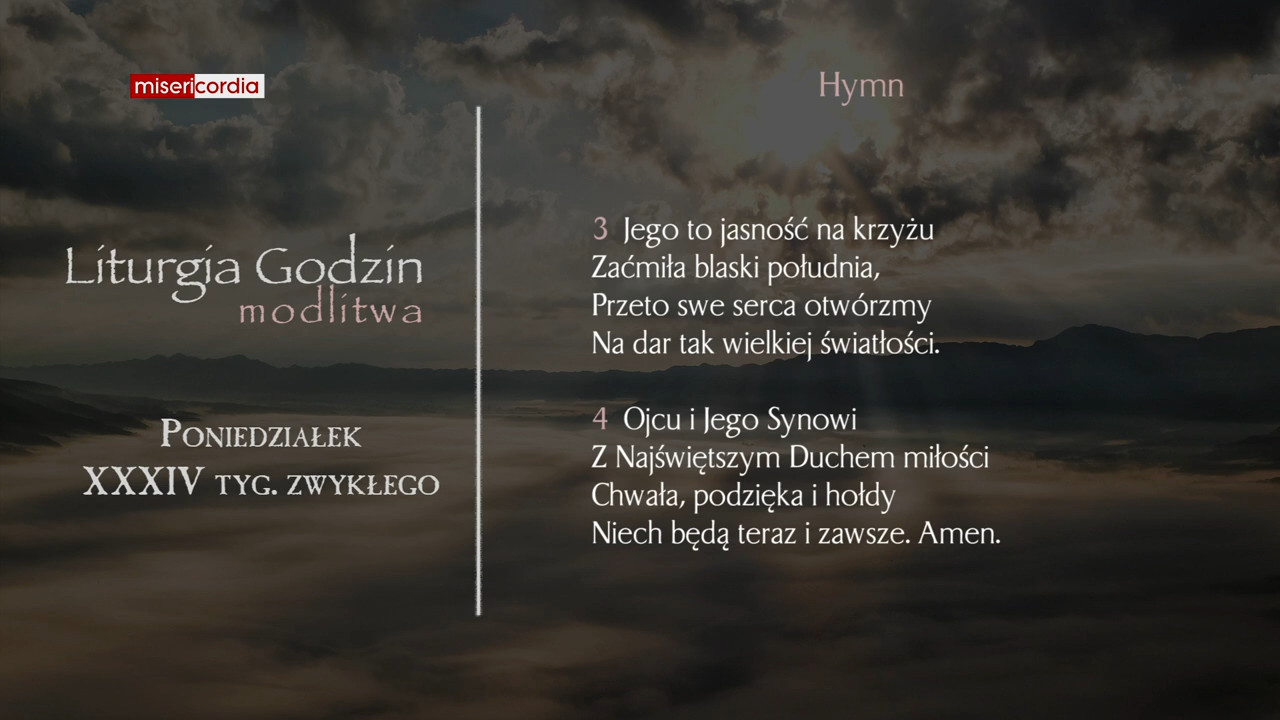 misericordia
Liturgia Godzin
modlitwa
Poniedziałek
XXXIV tyg. zwykłego
Hymn
3 Jego to jasność na krzyżu
Zaćmiła blaski południa,
Przeto swe serca otwórzmy
Na dar tak wielkiej światłości.
4 Ojcu i Jego Synowi
Z Najświętszym Duchem miłości
Chwała, podzięka i hołdy
Niech będą teraz i zawsze. Amen.